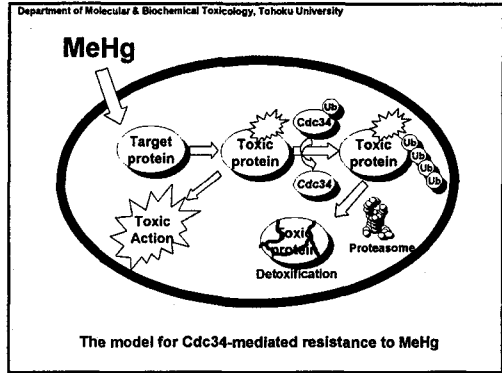 Department of Molecular & Biochemical Toxicology, Tohoku University
MeHg
Target
protein
Toxic
protein
Cdc34
Ub
Cdc34
Toxic
protein
Ub
Ub
Ub
Ub
Toxic
Action
Toxic
protein
Detoxification
Proteasome
The model for Cdc34-mediated resistance to MeHg